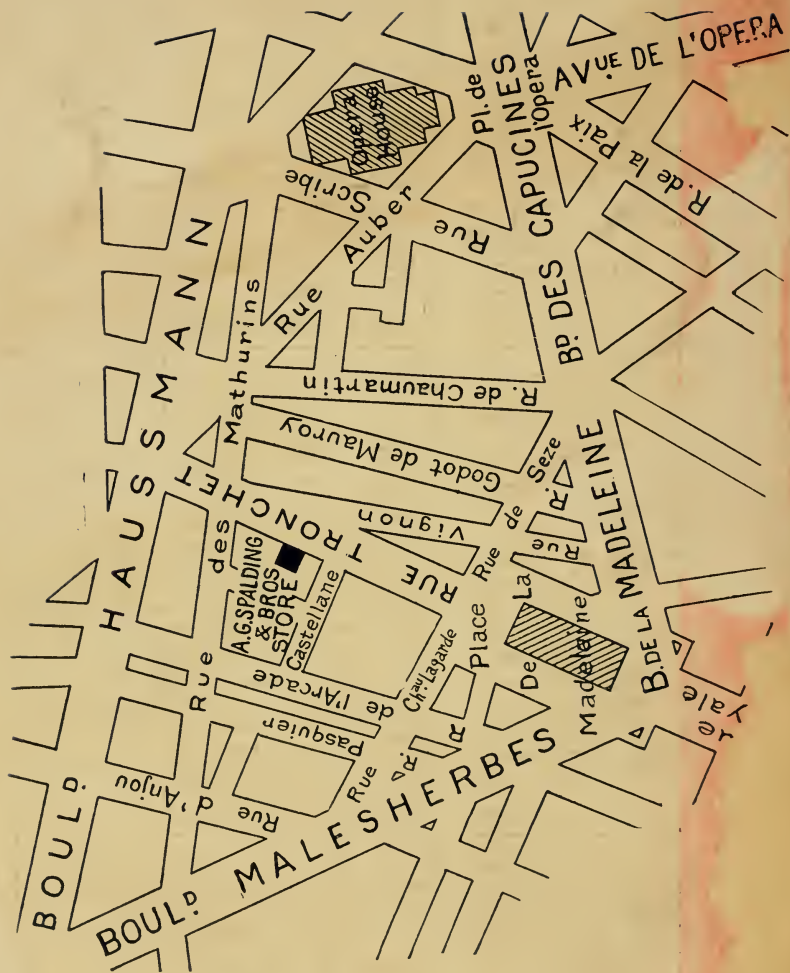 AVUE DE L'OPERA
Pl. de l'Opera
Opera House
R. de la Paix
BD. DES CAPUCINES
Rue Scribe
Rue Auber
BOULD. HAUSSMANN
Rue des Mathurins
R. de Chaumartin
Godot de Mauroy
Rue de Seze
R.
Rue
Vignon
RUE TRONCHET
A.G. SPALDING
& BROS
STORE
Castellane
B. DE LA MADELEINE
Place
De La
Madeleine
Chau Lagarde
de l'Arcade
Pasquier
Rue
R.
R
Rue d'Anjou
BOULD. MALESHERBES
re
Yale